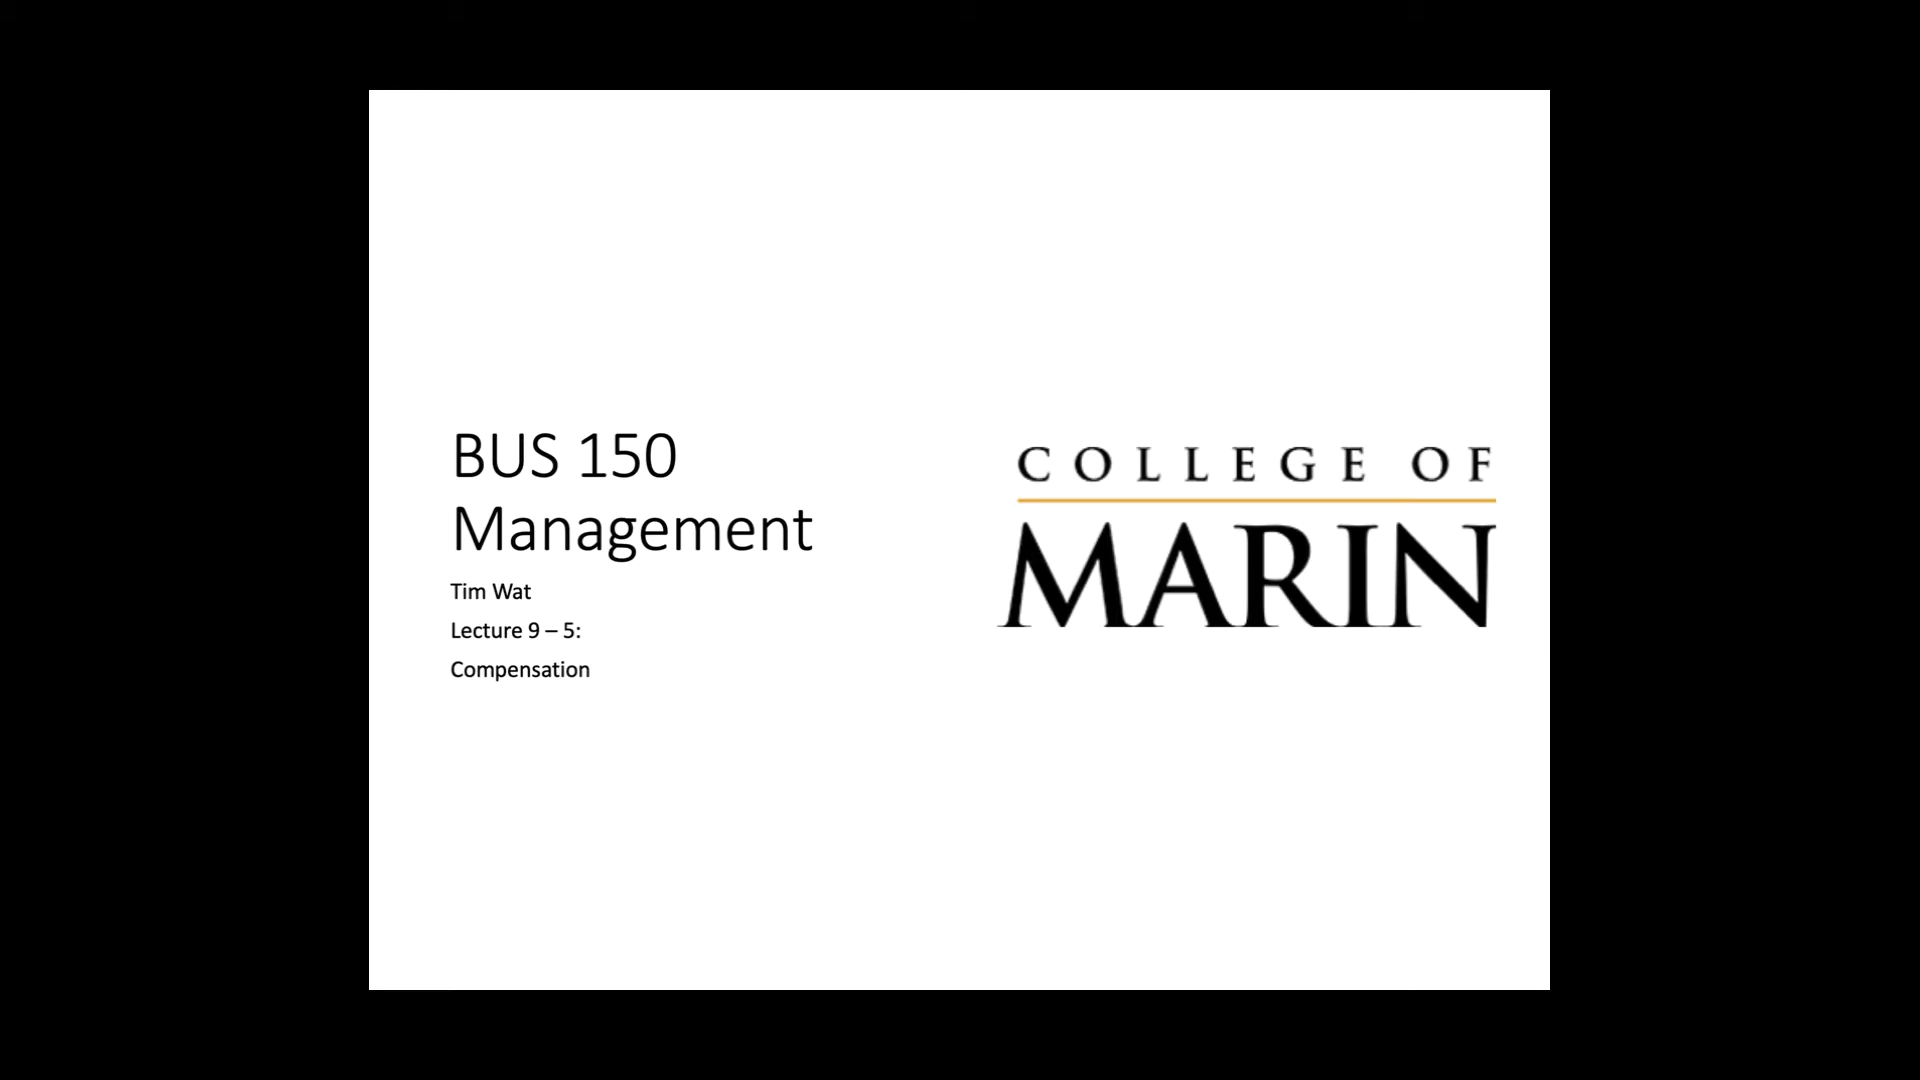 BUS 150
Management
Tim Wat
Lecture 9 – 5:
Compensation
COLLEGE OF
MARIN